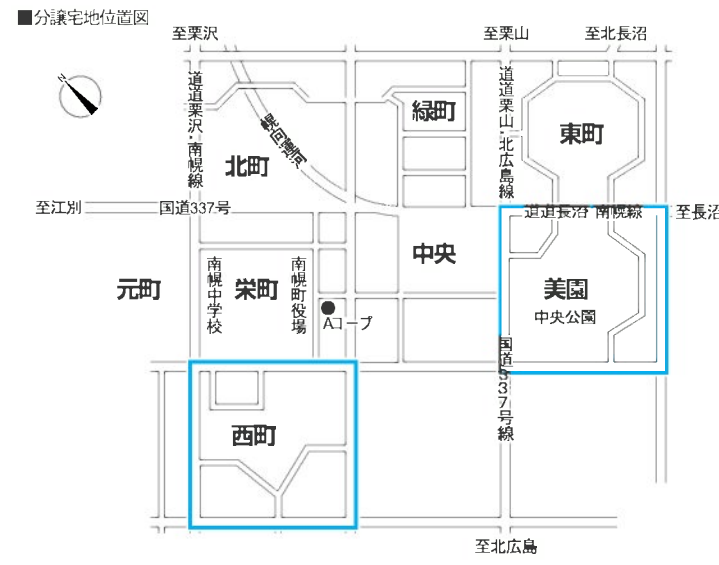 ■分譲宅地位置図
至栗沢
至栗山
至北長沼
N
道道栗沢・南幌線
緑町
道道栗山・北広島線
東町
幌向運河
北町
至江別
国道337号
道道長沼 南幌線
至長沼
中央
元町
南幌中学校
栄町
南幌町役場
美園
中央公園
Aコープ
国道337号線
西町
至北広島